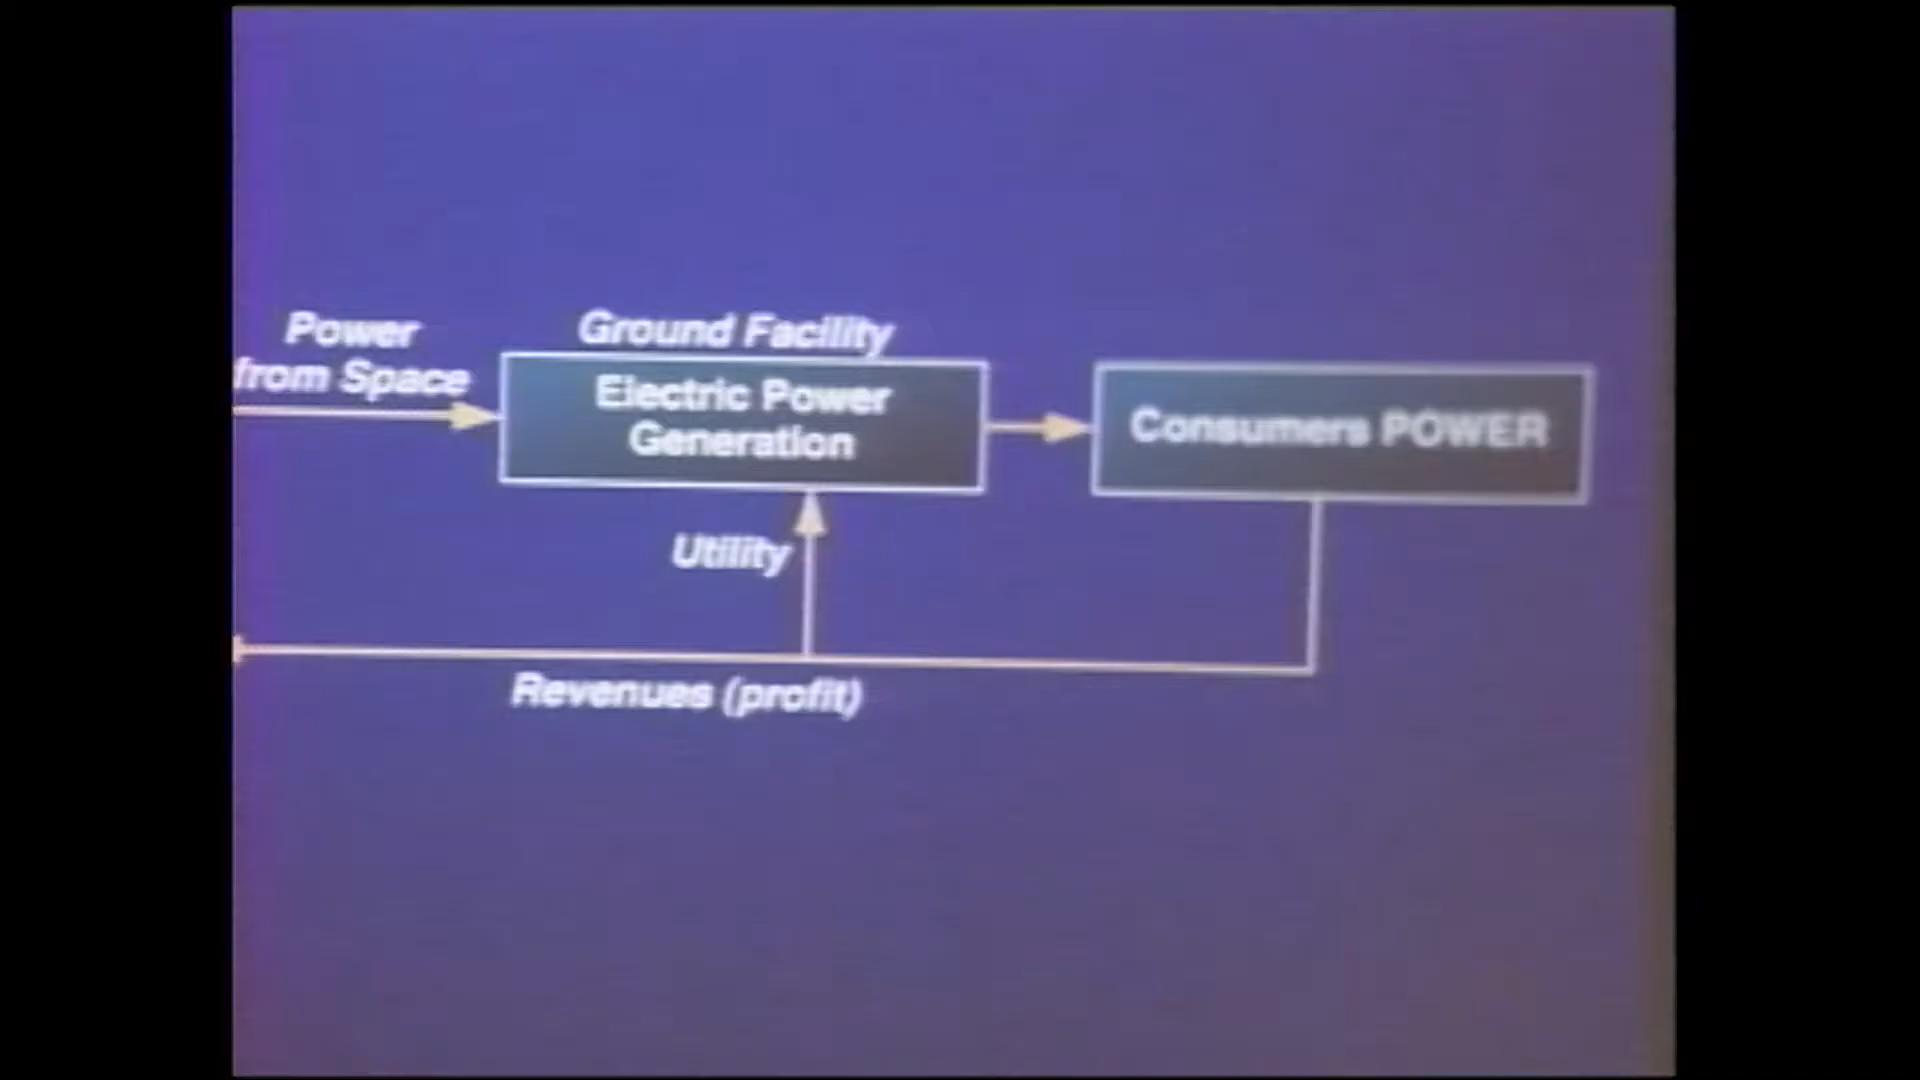 Power
from Space
Ground Facility
Electric Power
Generation
Consumers POWER
Utility
Revenues (profit)